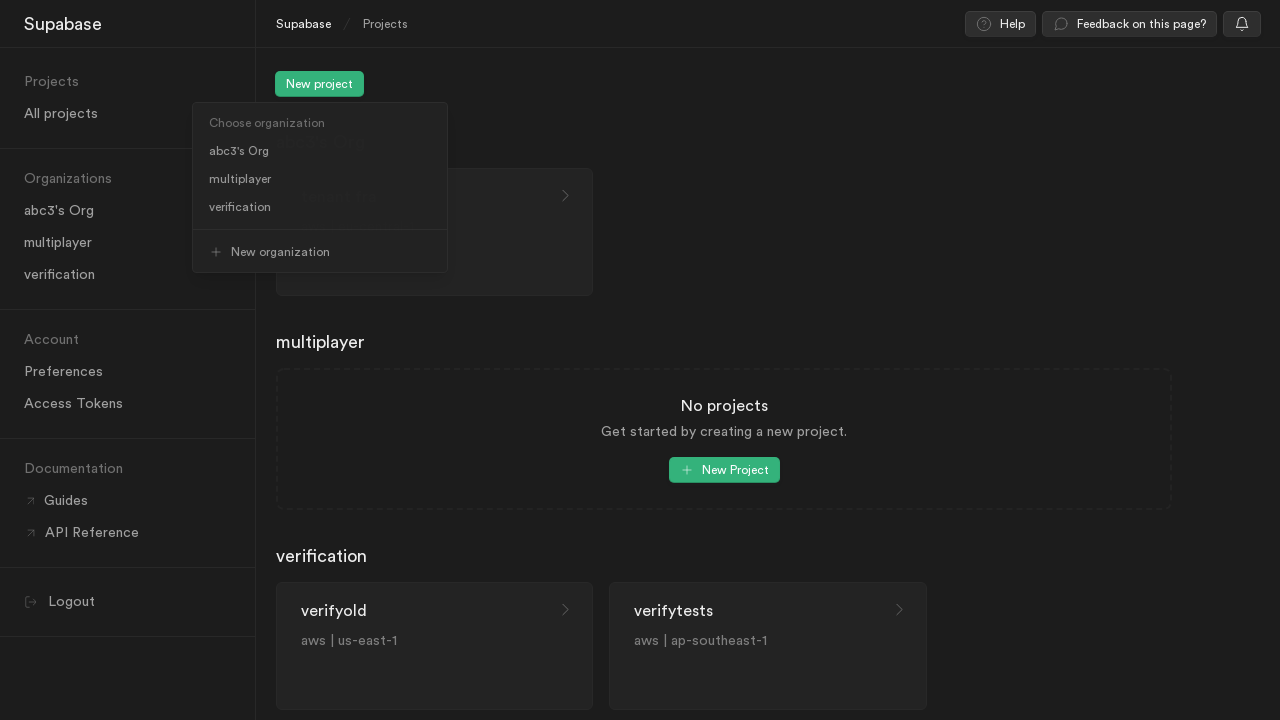 Supabase
Supabase / Projects
Help
Feedback on this page?
Projects
All projects
Organizations
abc3's Org
multiplayer
verification
Account
Preferences
Access Tokens
Documentation
Guides
API Reference
Logout
New project
Choose organization
abc3's Org
multiplayer
verification
New organization
multiplayer
No projects
Get started by creating a new project.
New Project
verification
verifyold
aws | us-east-1
verifytests
aws | ap-southeast-1